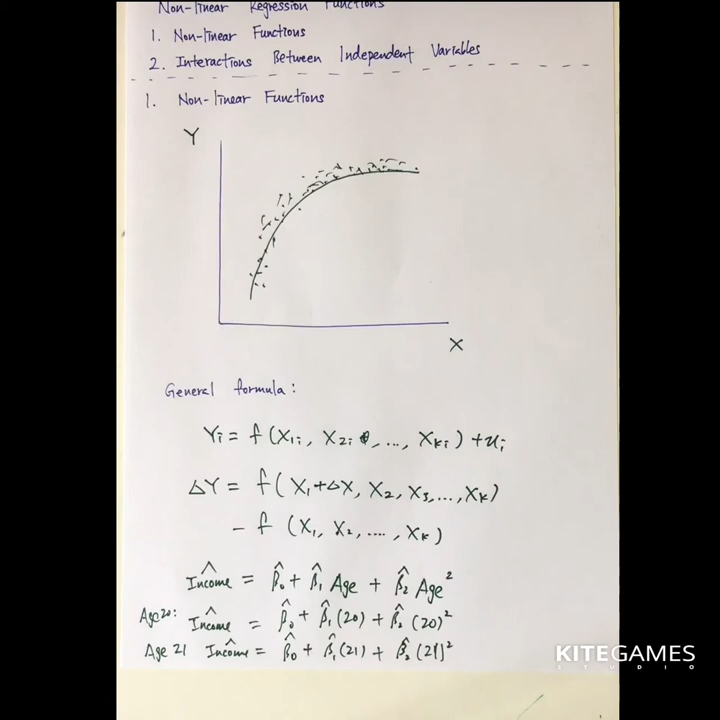 Non-linear Regression Functions
1. Non-linear Functions
2. Interactions Between Independent Variables
1. Non-linear Functions
Y
X
General formula:
Yi = f(X1i, X2i, ..., Xki) + ui
ΔY = f(X1+ΔX, X2, X3, ..., Xk)
- f (X1, X2, ...., Xk)
Income^ = β̂0 + β̂1 Age + β̂2 Age²
Age 20: Income^ = β̂0 + β̂1(20) + β̂2 (20)²
Age 21 Income^ = β̂0 + β̂1(21) + β̂2(21)²
KITEGAMES
STUDIO